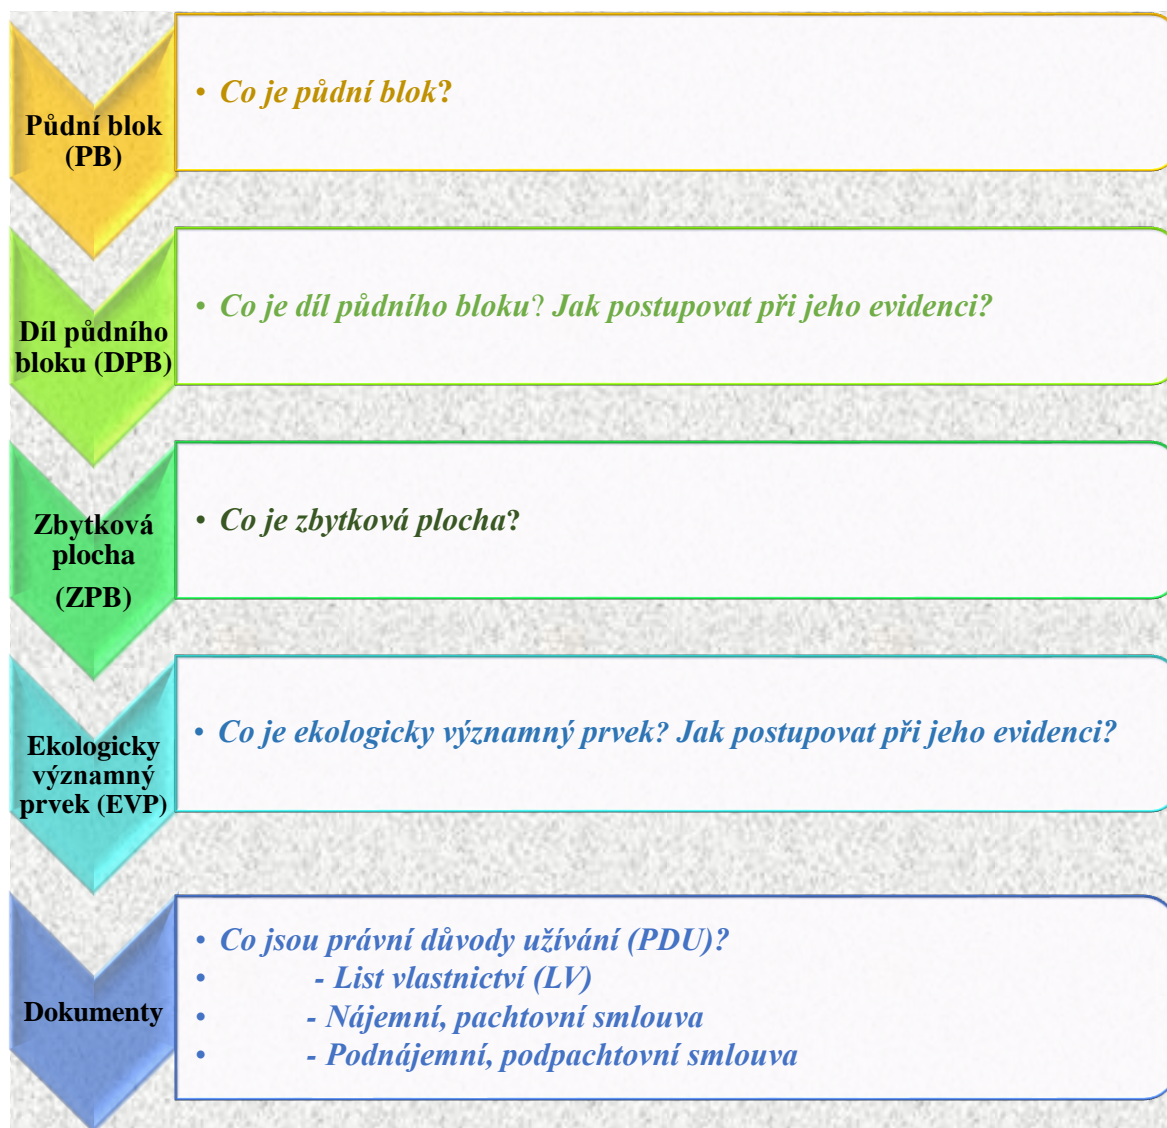 Půdní blok
(PB)
• Co je půdní blok?
Díl půdního
bloku (DPB)
• Co je díl půdního bloku? Jak postupovat při jeho evidenci?
Zbytková
plocha
(ZPB)
• Co je zbytková plocha?
Ekologicky
významný
prvek (EVP)
• Co je ekologicky významný prvek? Jak postupovat při jeho evidenci?
Dokumenty
• Co jsou právní důvody užívání (PDU)?
• - List vlastnictví (LV)
• - Nájemní, pachtovní smlouva
• - Podnájemní, podpachtovní smlouva